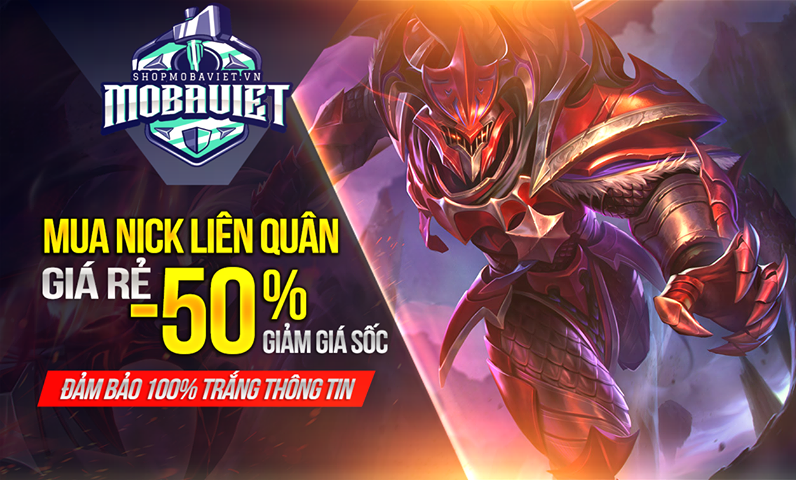 SHOPMOBAVIET.VN
MOBAVIET
MUA NICK LIÊN QUÂN
GIÁ RẺ
-50%
GIẢM GIÁ SỐC
ĐẢM BẢO 100% TRẮNG THÔNG TIN